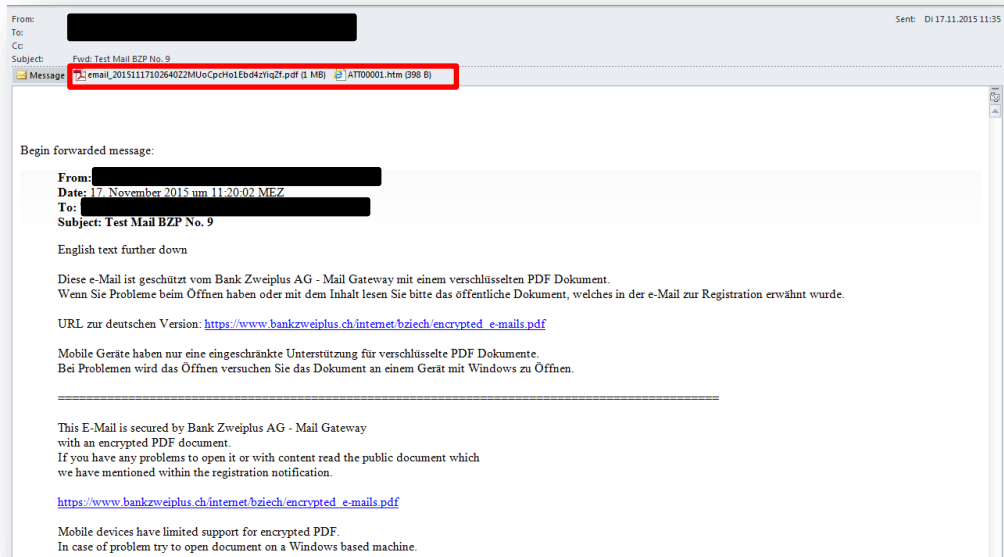 From:
Sent: Di 17.11.2015 11:35
To:
Cc:
Subject: Fwd: Test Mail BZP No. 9
Message email_20151117102640Z2MUoCpcHo1Ebd4zYiqZf.pdf (1 MB) ATT00001.htm (398 B)
Begin forwarded message:
From:
Date: 17. November 2015 um 11:20:02 MEZ
To:
Subject: Test Mail BZP No. 9
English text further down
Diese e-Mail ist geschützt vom Bank Zweiplus AG - Mail Gateway mit einem verschlüsselten PDF Dokument.
Wenn Sie Probleme beim Öffnen haben oder mit dem Inhalt lesen Sie bitte das öffentliche Dokument, welches in der e-Mail zur Registration erwähnt wurde.
URL zur deutschen Version: https://www.bankzweiplus.ch/internet/bziech/encrypted_e-mails.pdf
Mobile Geräte haben nur eine eingeschränkte Unterstützung für verschlüsselte PDF Dokumente.
Bei Problemen wird das Öffnen versuchen Sie das Dokument an einem Gerät mit Windows zu Öffnen.
==============================================================================================
This E-Mail is secured by Bank Zweiplus AG - Mail Gateway
with an encrypted PDF document.
If you have any problems to open it or with content read the public document which
we have mentioned within the registration notification.
https://www.bankzweiplus.ch/internet/bziech/encrypted_e-mails.pdf
Mobile devices have limited support for encrypted PDF.
In case of problem try to open document on a Windows based machine.